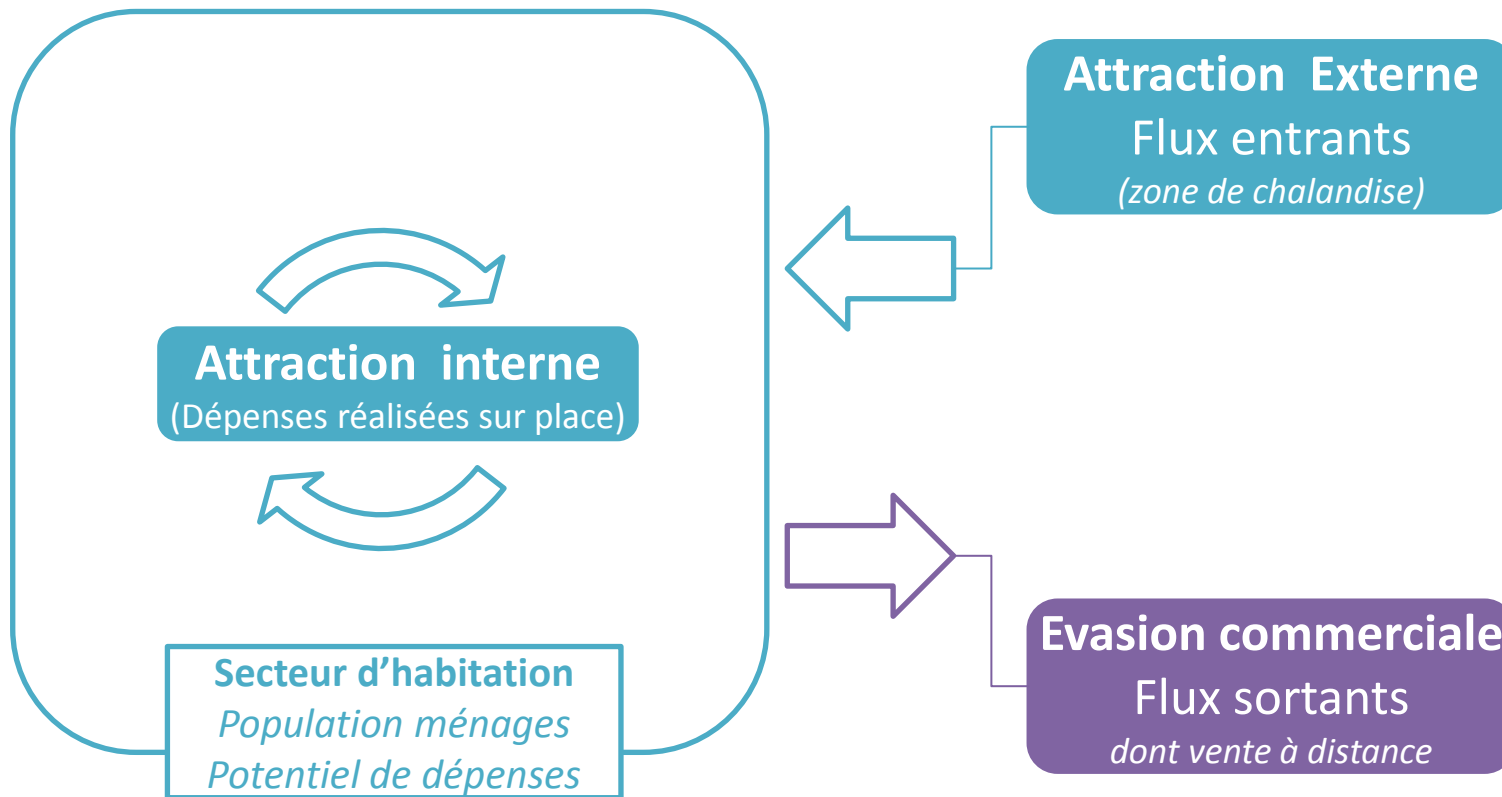 Attraction Externe
Flux entrants
(zone de chalandise)
Attraction interne
(Dépenses réalisées sur place)
Evasion commerciale
Flux sortants
dont vente à distance
Secteur d’habitation
Population ménages
Potentiel de dépenses